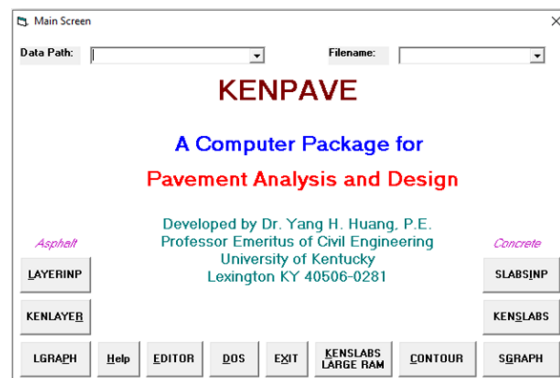 Main Screen
Data Path:
Filename:
KENPAVE
A Computer Package for
Pavement Analysis and Design
Developed by Dr. Yang H. Huang, P.E.
Professor Emeritus of Civil Engineering
University of Kentucky
Lexington KY 40506-0281
Asphalt
Concrete
LAYERINP
SLABSINP
KENLAYER
KENSLABS
LGRAPH
Help
EDITOR
DOS
EXIT
KENSLABS
LARGE RAM
CONTOUR
SGRAPH